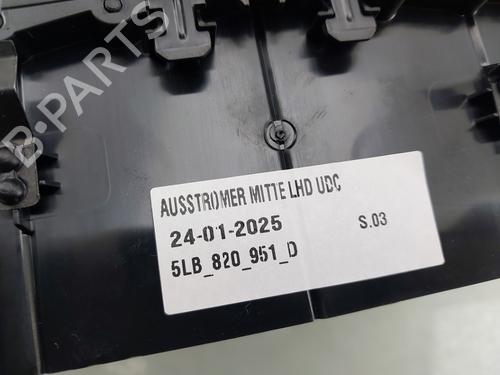 B-PARTS
AUSSTROMER MITTE LHD UDC
24-01-2025 S.03
5LB_820_951_D